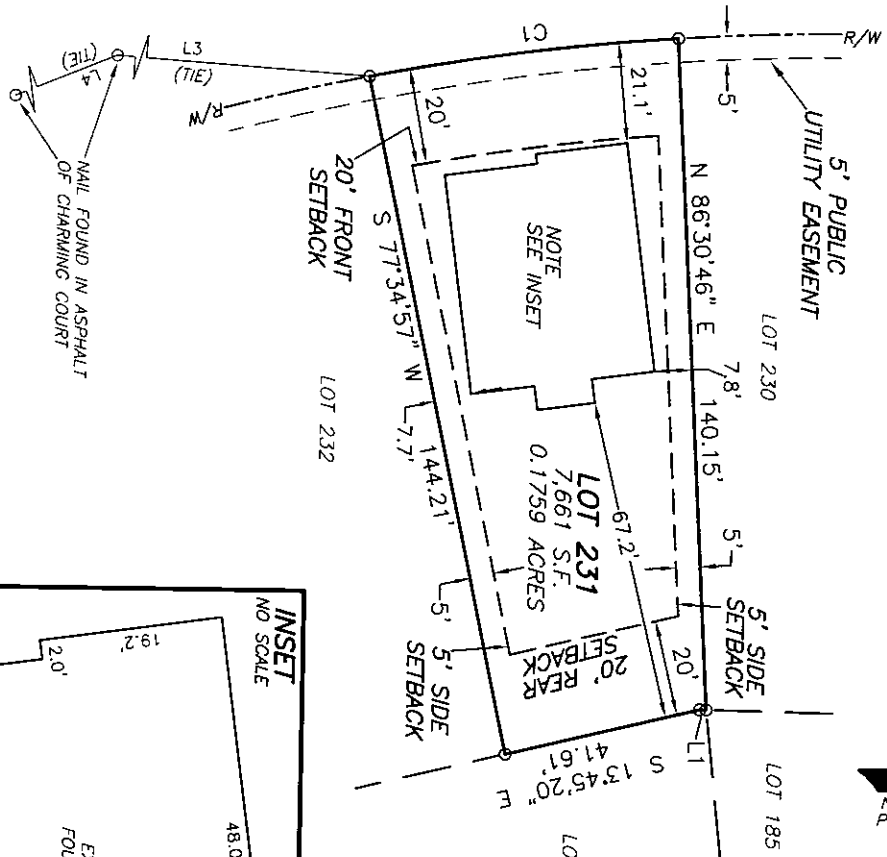 R/W
5'
5' PUBLIC
UTILITY EASEMENT
C1
L3
(TIE)
L4
(TIE)
R/W
21.1'
20'
20' FRONT
SETBACK
NAIL FOUND IN ASPHALT
OF CHARMING COURT
N 86°30'46" E
140.15'
LOT 230
7.8'
NOTE
SEE INSET
S 77°34'57" W
144.21'
7.7'
LOT 232
LOT 231
7,661 S.F.
0.1759 ACRES
67.2'
5'
5' SIDE
SETBACK
20'
20' REAR
SETBACK
5'
5' SIDE
SETBACK
L1
S 13°45'20" E
41.61'
LOT 185
INSET
NO SCALE
19.2'
2.0'
48.0